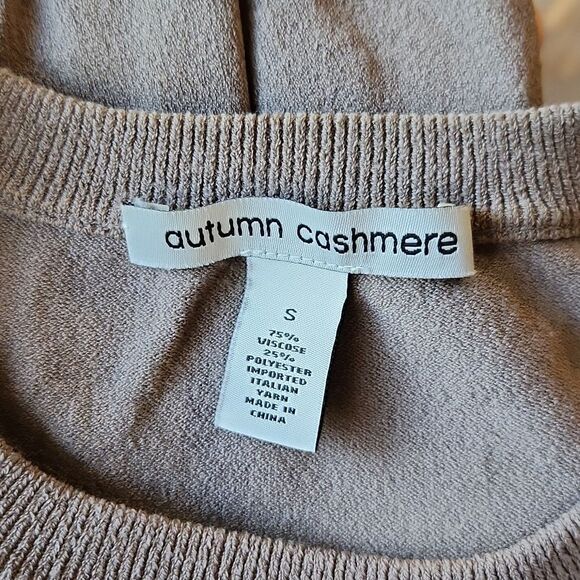 autumn cashmere
S
75%
VISCOSE
25%
POLYESTER
IMPORTED
ITALIAN
YARN
MADE IN
CHINA